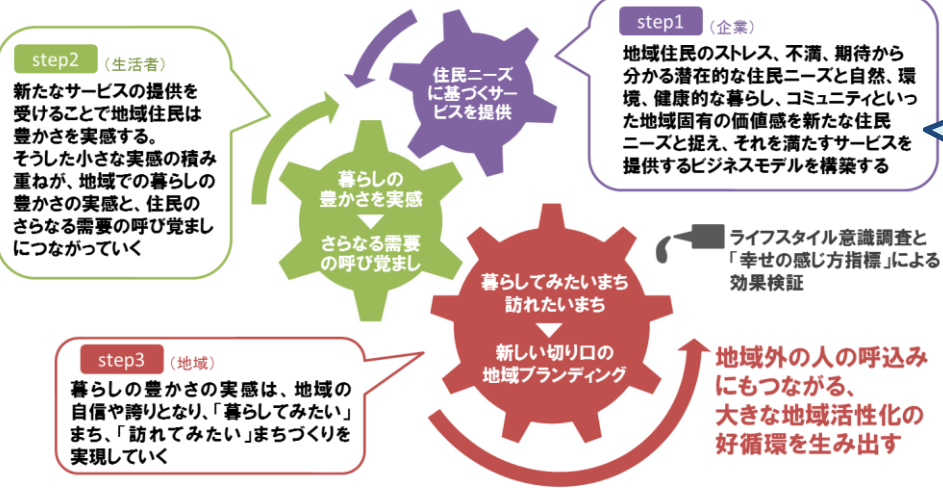 step1（企業）
地域住民のストレス、不満、期待から
分かる潜在的な住民ニーズと自然、環
境、健康的な暮らし、コミュニティといっ
た地域固有の価値感を新たな住民
ニーズと捉え、それを満たすサービスを
提供するビジネスモデルを構築する
住民ニーズ
に基づくサー
ビスを提供
step2（生活者）
新たなサービスの提供を
受けることで地域住民は
豊かさを実感する。
そうした小さな実感の積み
重ねが、地域での暮らしの
豊かさの実感と、住民の
さらなる需要の呼び覚まし
につながっていく
暮らしの
豊かさを実感
さらなる需要
の呼び覚まし
step3（地域）
暮らしの豊かさの実感は、地域の
自信や誇りとなり、「暮らしてみたい」
まち、「訪れてみたい」まちづくりを
実現していく
暮らしてみたいまち
訪れたいまち
新しい切り口の
地域ブランディング
ライフスタイル意識調査と
「幸せの感じ方指標」による
効果検証
地域外の人の呼込み
にもつながる、
大きな地域活性化の
好循環を生み出す